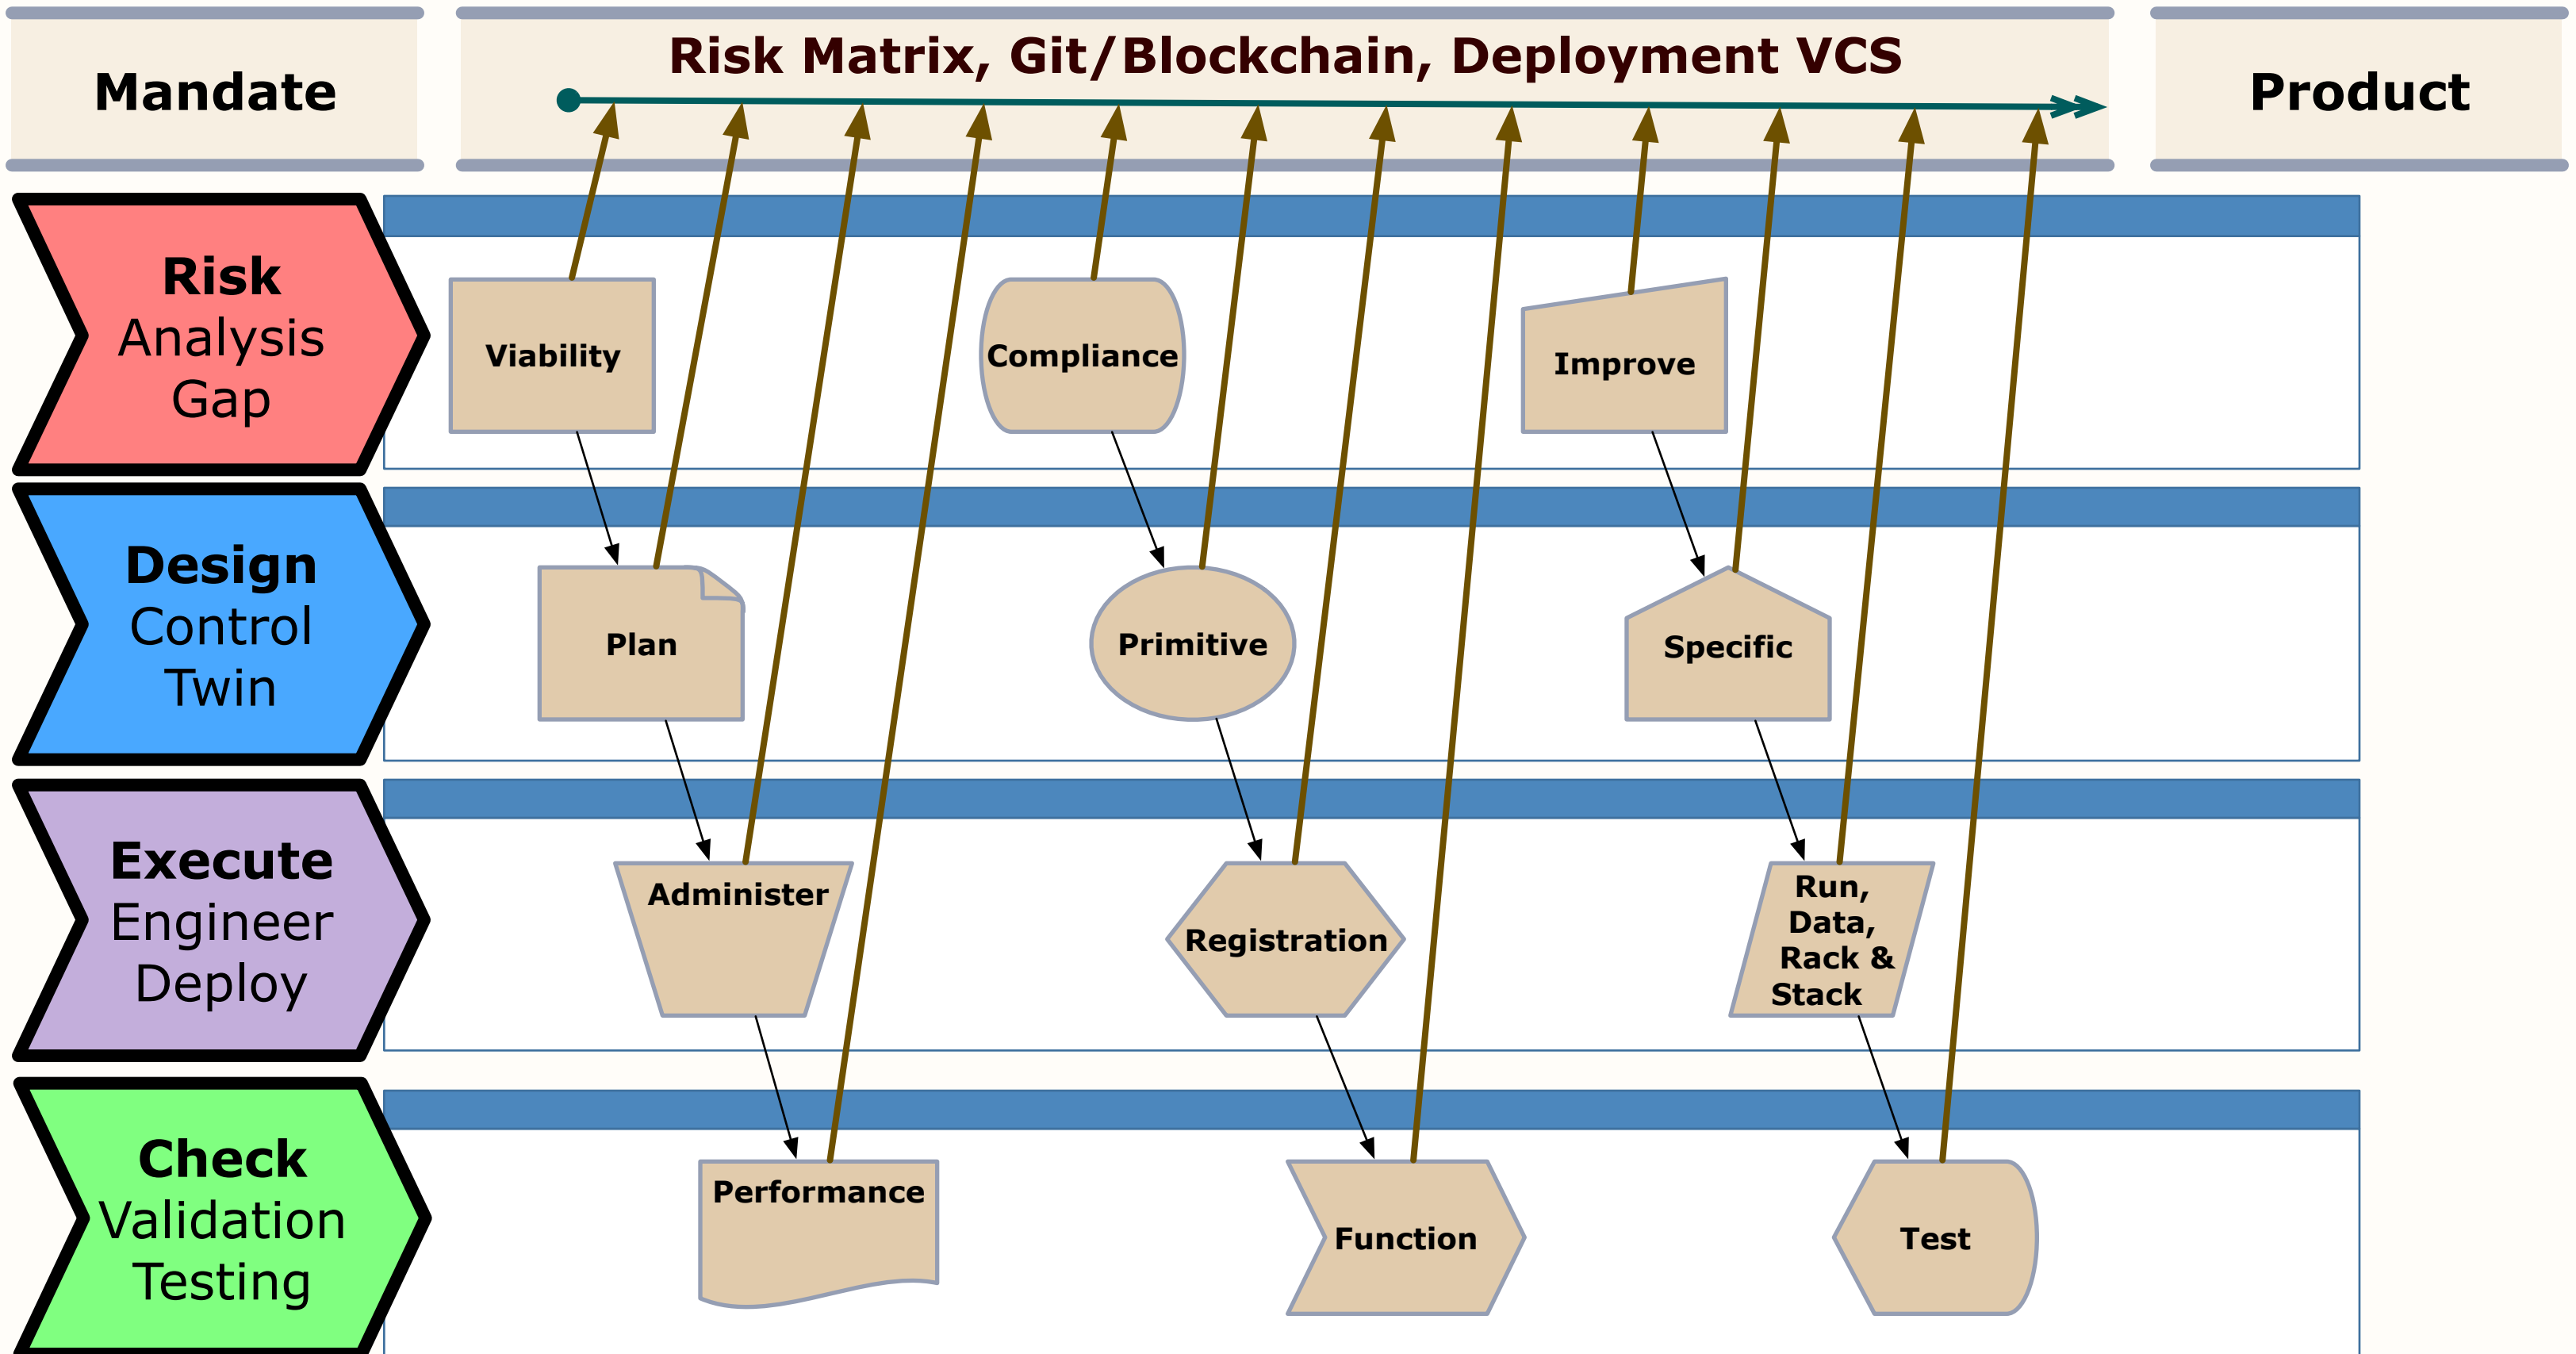 Mandate
Risk Matrix, Git/Blockchain, Deployment VCS
Product
Risk
Analysis
Gap
Viability
Compliance
Improve
Design
Control
Twin
Plan
Primitive
Specific
Execute
Engineer
Deploy
Administer
Registration
Run,
Data,
Rack &
Stack
Check
Validation
Testing
Performance
Function
Test